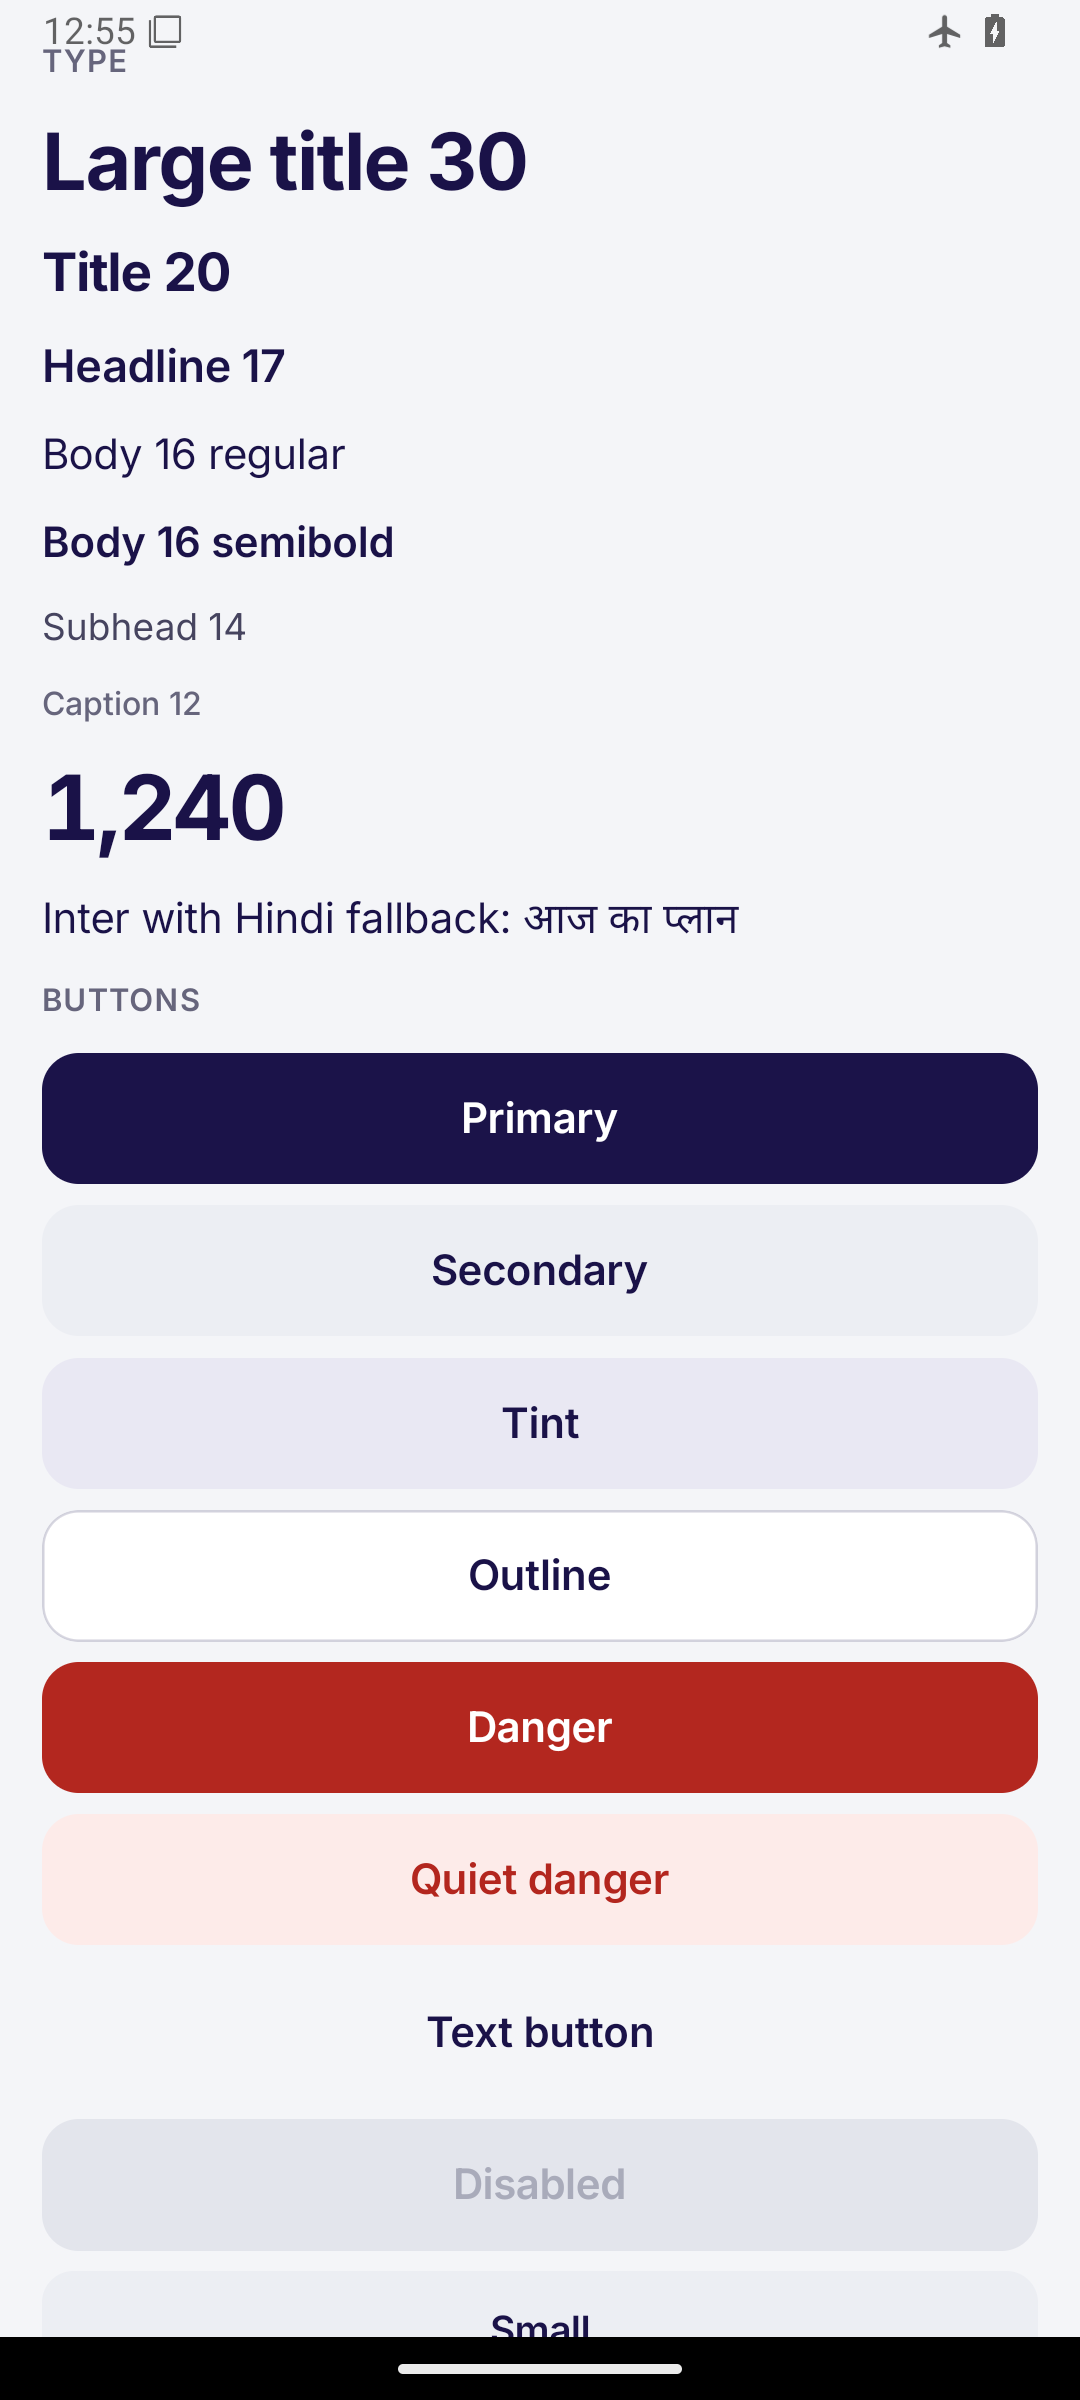 12:55
TYPE
Large title 30
Title 20
Headline 17
Body 16 regular
Body 16 semibold
Subhead 14
Caption 12
1,240
Inter with Hindi fallback: आज का प्लान
BUTTONS
Primary
Secondary
Tint
Outline
Danger
Quiet danger
Text button
Disabled
Small